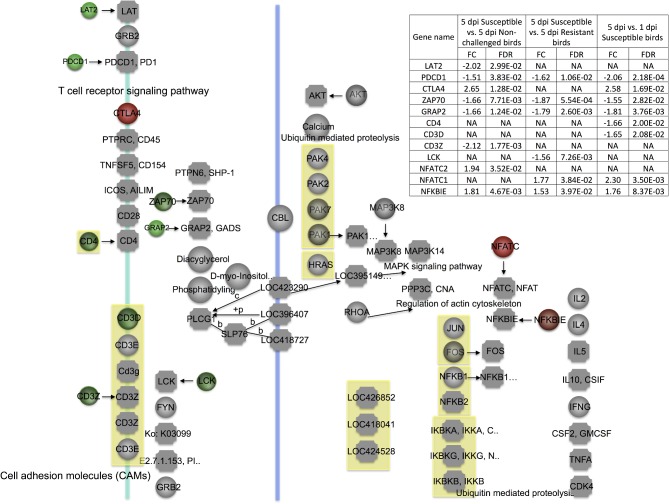 LAT2
LAT
GRB2
PDCD1
PDCD1, PD1
T cell receptor signaling pathway
CTLA4
PTPRC, CD45
TNFSF5, CD154
ICOS, AILIM
CD28
CD4
CD4
CD3D
CD3E
Cd3g
CD3Z
CD3Z
CD3Z
CD3E
Cell adhesion molecules (CAMs)
PTPN6, SHP-1
ZAP70
ZAP70
GRAP2
GRAP2, GADS
Diacyglycerol
D-myo-Inositol..
Phosphatidyling..
LOC423290
c
+p
PLCG1
LOC396407
b
b
b
SLP76
LOC418727
LCK
LCK
FYN
Ko: K03099
E2.7.1.153, PI..
GRB2
CBL
AKT
AKT
Calcium
Ubiquitin mediated proteolysis
PAK4
PAK2
PAK7
PAK1
PAK1...
HRAS
MAP3K8
MAP3K8
MAP3K14
LOC395149...
MAPK signaling pathway
PPP3C, CNA
RHOA
Regulation of actin cytoskeleton
NFATC
NFATC, NFAT
NFKBIE
NFKBIE
JUN
FOS
FOS
NFKB1
NFKB1...
NFKB2
LOC426852
LOC418041
LOC424528
IKBKA, IKKA, C..
IKBKG, IKKG, N..
IKBKB, IKKB
Ubiquitin mediated proteolysis
IL2
IL4
IL5
IL10, CSIF
IFNG
CSF2, GMCSF
TNFA
CDK4
Gene name 5 dpi Susceptible vs. 5 dpi Non-challenged birds 5 dpi Susceptible vs. 5 dpi Resistant birds 5 dpi vs. 1 dpi Susceptible birds
FC FDR FC FDR FC FDR
LAT2 -2.02 2.99E-02 NA NA NA NA
PDCD1 -1.51 3.83E-02 -1.62 1.06E-02 -2.06 2.18E-04
CTLA4 2.65 1.28E-02 NA NA 2.58 1.69E-02
ZAP70 -1.66 7.71E-03 -1.87 5.54E-04 -1.55 2.82E-02
GRAP2 -1.66 1.24E-02 -1.79 2.60E-03 -1.81 3.76E-03
CD4 NA NA NA NA -1.66 2.00E-02
CD3D NA NA NA NA -1.65 2.08E-02
CD3Z -2.12 1.77E-03 NA NA NA NA
LCK NA NA -1.56 7.26E-03 NA NA
NFATC2 1.94 3.52E-02 NA NA NA NA
NFATC1 NA NA 1.77 3.84E-02 2.30 3.50E-03
NFKBIE 1.81 4.67E-03 1.53 3.97E-02 1.76 8.37E-03